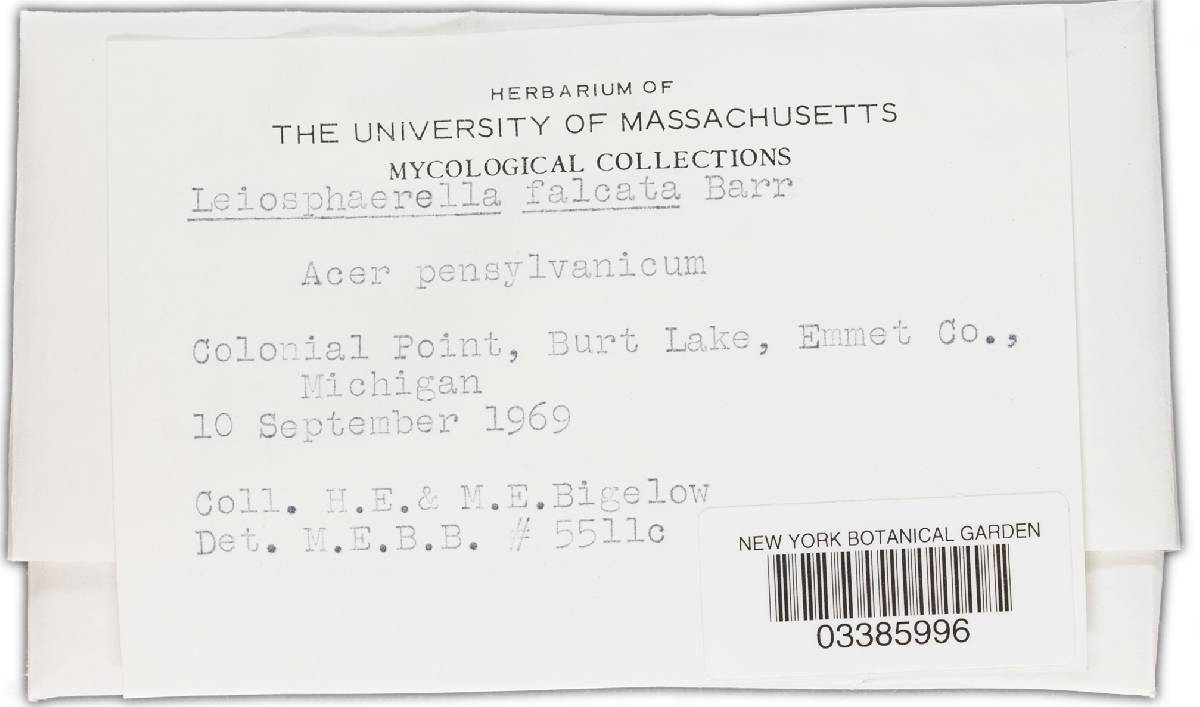 HERBARIUM OF
THE UNIVERSITY OF MASSACHUSETTS
MYCOLOGICAL COLLECTIONS
Leiosphaerella falcata Barr
Acer pensylvanicum
Colonial Point, Burt Lake, Emmet Co.,
Michigan
10 September 1969
Coll. H.E.& M.E.Bigelow
Det. M.E.B.B. # 5511c
NEW YORK BOTANICAL GARDEN
03385996